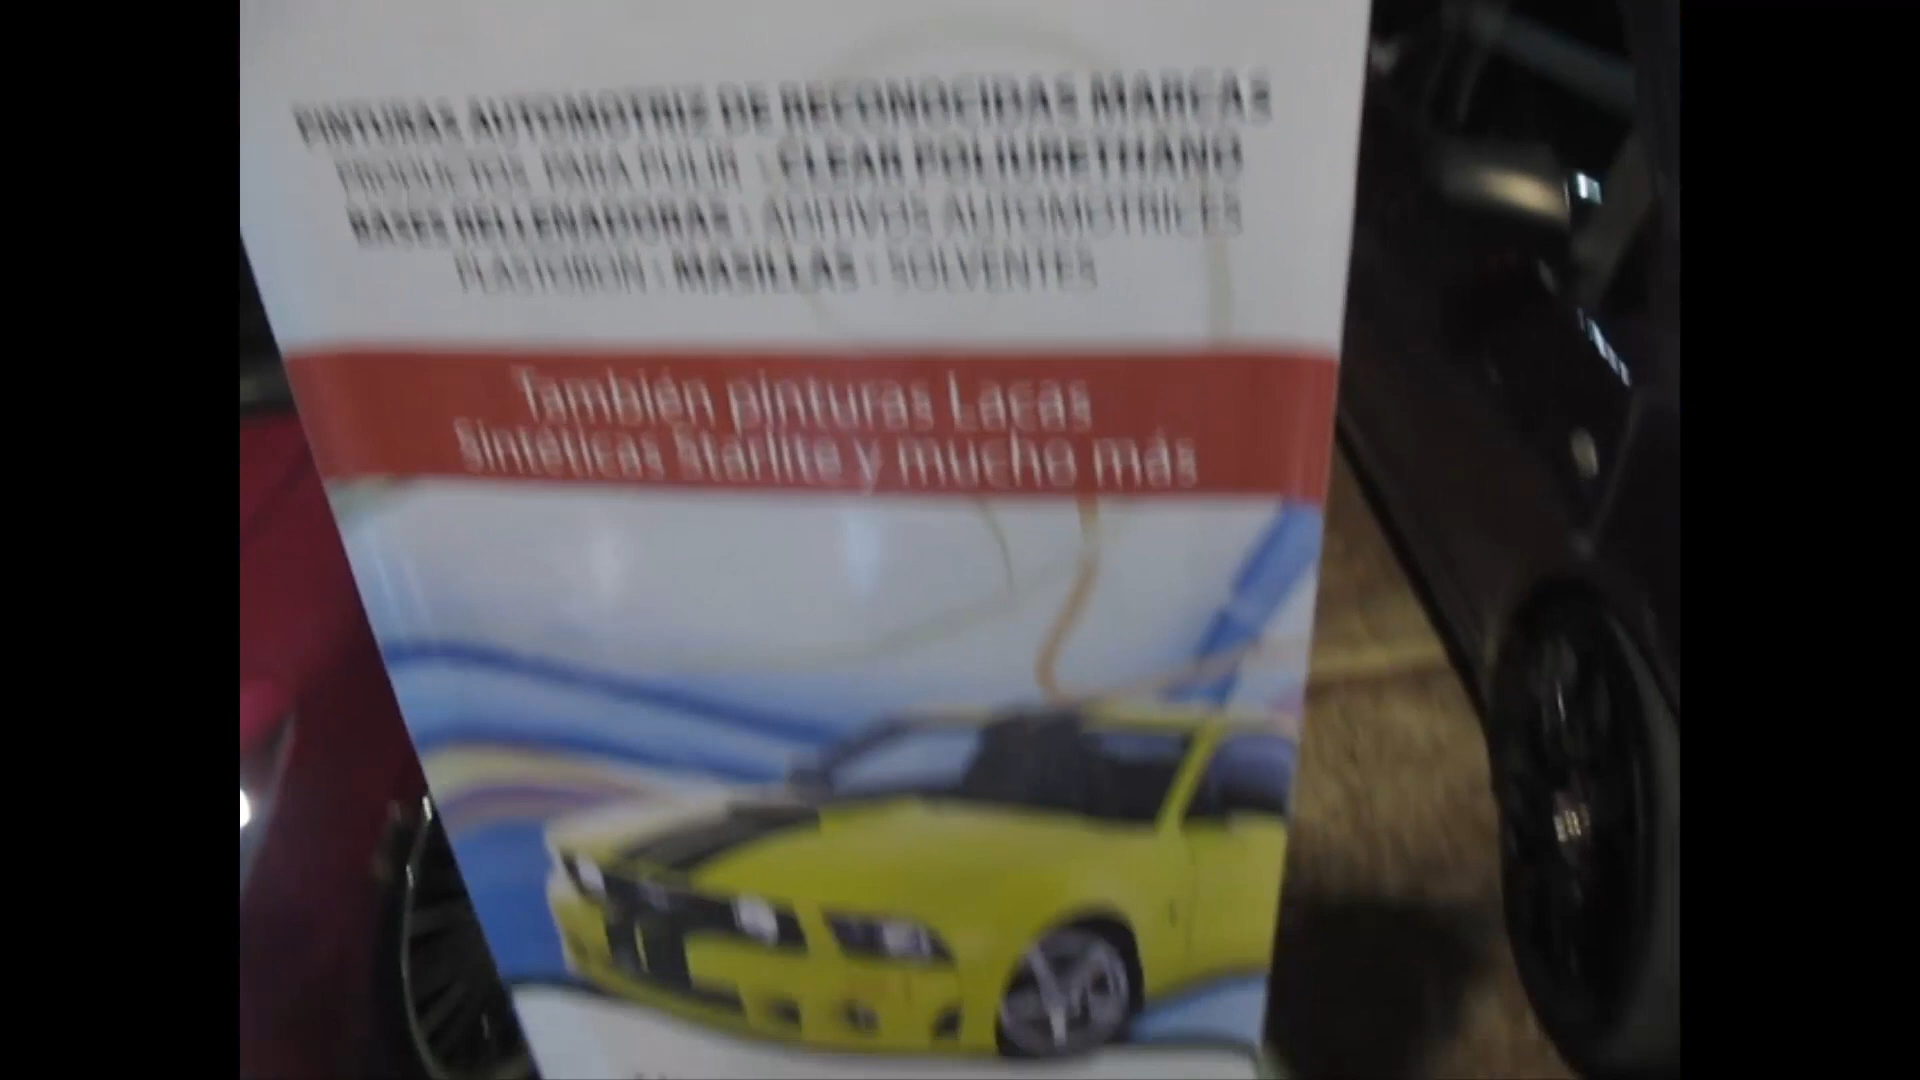 PINTURAS AUTOMOTRIZ DE RECONOCIDAS MARCAS
PRODUCTOS PARA PULIR | CLEAR POLIURETHANO
BASES RELLENADORAS | ADITIVOS AUTOMOTRICES
PLASTOBON | MASILLAS | SOLVENTES
También pinturas Lacas
Sintéticas Starlite y mucho más